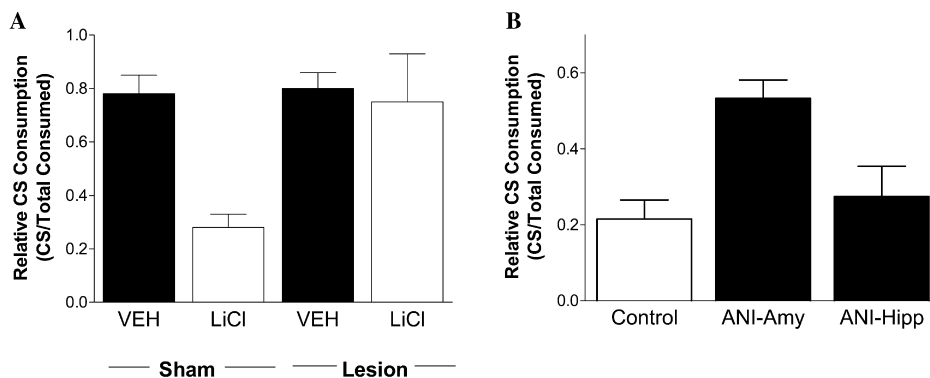 A
Relative CS Consumption
(CS/Total Consumed)
1.0
0.8
0.6
0.4
0.2
0.0
VEH
LiCl
VEH
LiCl
Sham
Lesion
B
Relative CS Consumption
(CS/Total Consumed)
0.6
0.4
0.2
0.0
Control
ANI-Amy
ANI-Hipp